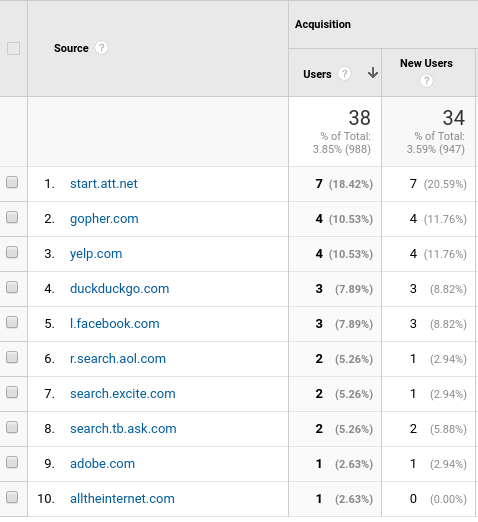 Acquisition
Source ?
Users ?
New Users
?
38
% of Total:
3.85% (988)
34
% of Total:
3.59% (947)
1. start.att.net 7 (18.42%) 7 (20.59%)
2. gopher.com 4 (10.53%) 4 (11.76%)
3. yelp.com 4 (10.53%) 4 (11.76%)
4. duckduckgo.com 3 (7.89%) 3 (8.82%)
5. l.facebook.com 3 (7.89%) 3 (8.82%)
6. r.search.aol.com 2 (5.26%) 1 (2.94%)
7. search.excite.com 2 (5.26%) 1 (2.94%)
8. search.tb.ask.com 2 (5.26%) 2 (5.88%)
9. adobe.com 1 (2.63%) 1 (2.94%)
10. alltheinternet.com 1 (2.63%) 0 (0.00%)